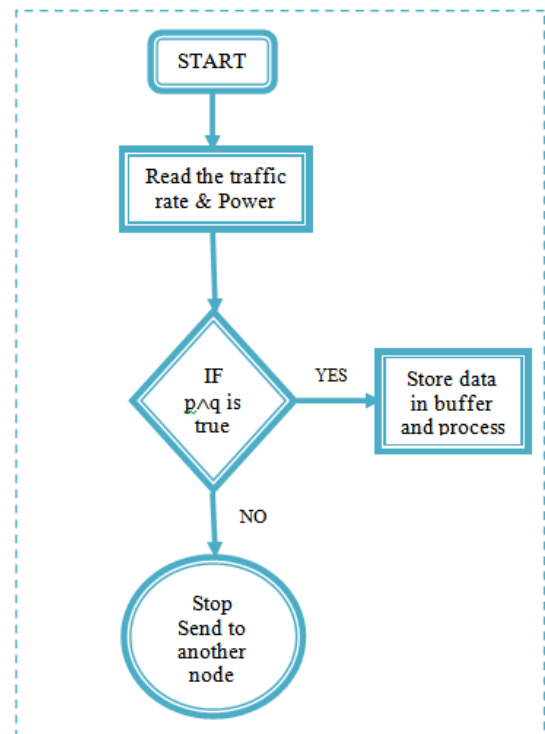 START
Read the traffic
rate & Power
IF
p∧q is
true
YES
Store data
in buffer
and process
NO
Stop
Send to
another
node